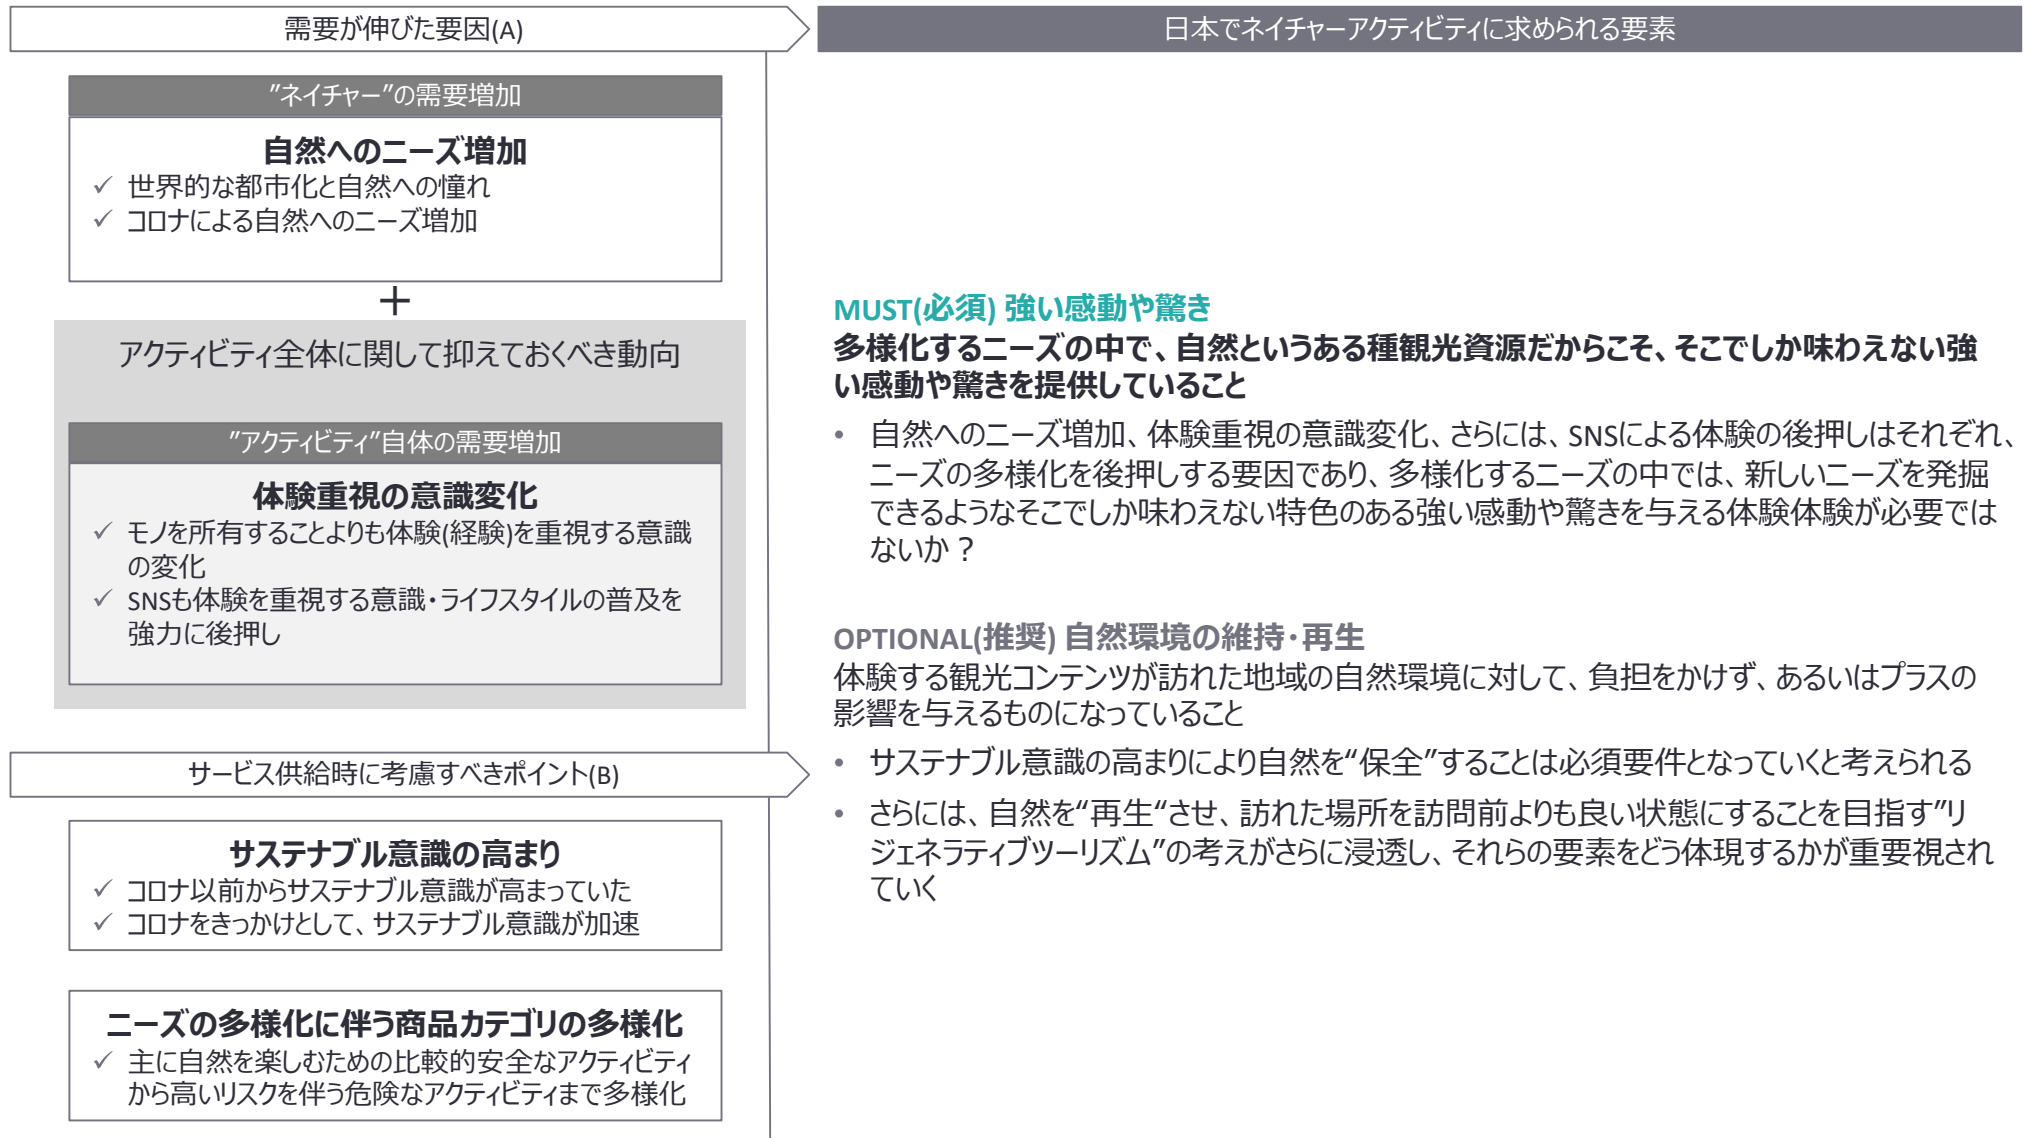 需要が伸びた要因(A)
”ネイチャー”の需要増加
自然へのニーズ増加
✓ 世界的な都市化と自然への憧れ
✓ コロナによる自然へのニーズ増加
＋
アクティビティ全体に関して抑えておくべき動向
”アクティビティ”自体の需要増加
体験重視の意識変化
✓ モノを所有することよりも体験(経験)を重視する意識
の変化
✓ SNSも体験を重視する意識・ライフスタイルの普及を
強力に後押し
サービス供給時に考慮すべきポイント(B)
サステナブル意識の高まり
✓ コロナ以前からサステナブル意識が高まっていた
✓ コロナをきっかけとして、サステナブル意識が加速
ニーズの多様化に伴う商品カテゴリの多様化
✓ 主に自然を楽しむための比較的安全なアクティビティ
から高いリスクを伴う危険なアクティビティまで多様化
日本でネイチャーアクティビティに求められる要素
MUST(必須) 強い感動や驚き
多様化するニーズの中で、自然というある種観光資源だからこそ、そこでしか味わえない強
い感動や驚きを提供していること
• 自然へのニーズ増加、体験重視の意識変化、さらには、SNSによる体験の後押しはそれぞれ、
ニーズの多様化を後押しする要因であり、多様化するニーズの中では、新しいニーズを発掘
できるようなそこでしか味わえない特色のある強い感動や驚きを与える体験体験が必要では
ないか？
OPTIONAL(推奨) 自然環境の維持・再生
体験する観光コンテンツが訪れた地域の自然環境に対して、負担をかけず、あるいはプラスの
影響を与えるものになっていること
• サステナブル意識の高まりにより自然を“保全”することは必須要件となっていくと考えられる
• さらには、自然を“再生“させ、訪れた場所を訪問前よりも良い状態にすることを目指す”リ
ジェネラティブツーリズム”の考えがさらに浸透し、それらの要素をどう体現するかが重要視され
ていく